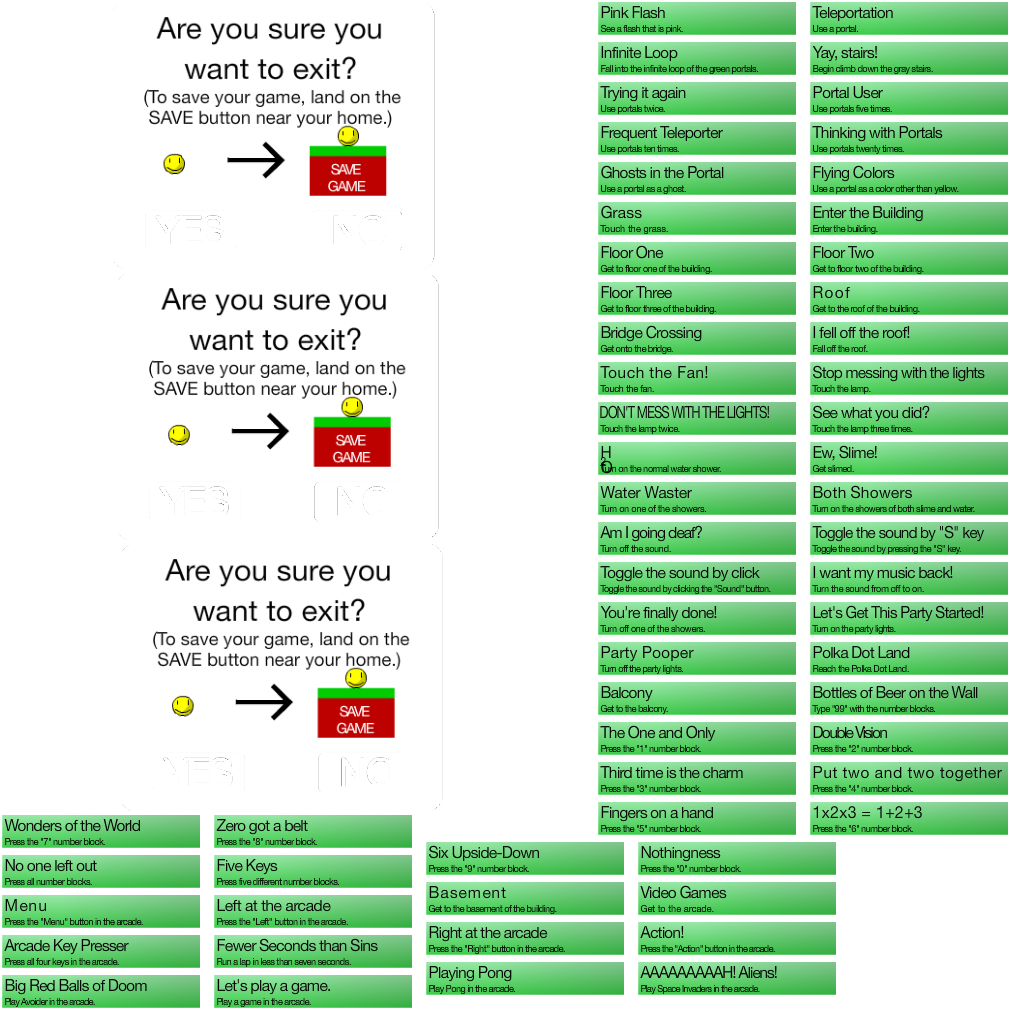 Are you sure you
want to exit?
(To save your game, land on the
SAVE button near your home.)
SAVE
GAME
YES
NO
Are you sure you
want to exit?
(To save your game, land on the
SAVE button near your home.)
SAVE
GAME
YES
NO
Are you sure you
want to exit?
(To save your game, land on the
SAVE button near your home.)
SAVE
GAME
YES
NO
Pink Flash
See a flash that is pink.
Teleportation
Use a portal.
Infinite Loop
Fall into the infinite loop of the green portals.
Yay, stairs!
Begin climb down the gray stairs.
Trying it again
Use portals twice.
Portal User
Use portals five times.
Frequent Teleporter
Use portals ten times.
Thinking with Portals
Use portals twenty times.
Ghosts in the Portal
Use a portal as a ghost.
Flying Colors
Use a portal as a color other than yellow.
Grass
Touch the grass.
Enter the Building
Enter the building.
Floor One
Get to floor one of the building.
Floor Two
Get to floor two of the building.
Floor Three
Get to floor three of the building.
Roof
Get to the roof of the building.
Bridge Crossing
Get onto the bridge.
I fell off the roof!
Fall off the roof.
Touch the Fan!
Touch the fan.
Stop messing with the lights
Touch the lamp.
DON'T MESS WITH THE LIGHTS!
Touch the lamp twice.
See what you did?
Touch the lamp three times.
H
2
O
Turn on the normal water shower.
Ew, Slime!
Get slimed.
Water Waster
Turn on one of the showers.
Both Showers
Turn on the showers of both slime and water.
Am I going deaf?
Turn off the sound.
Toggle the sound by "S" key
Toggle the sound by pressing the "S" key.
Toggle the sound by click
Toggle the sound by clicking the "Sound" button.
I want my music back!
Turn the sound from off to on.
You're finally done!
Turn off one of the showers.
Let's Get This Party Started!
Turn on the party lights.
Party Pooper
Turn off the party lights.
Polka Dot Land
Reach the Polka Dot Land.
Balcony
Get to the balcony.
Bottles of Beer on the Wall
Type "99" with the number blocks.
The One and Only
Press the "1" number block.
Double Vision
Press the "2" number block.
Third time is the charm
Press the "3" number block.
Put two and two together
Press the "4" number block.
Fingers on a hand
Press the "5" number block.
1x2x3 = 1+2+3
Press the "6" number block.
Wonders of the World
Press the "7" number block.
Zero got a belt
Press the "8" number block.
Six Upside-Down
Press the "9" number block.
Nothingness
Press the "0" number block.
No one left out
Press all number blocks.
Five Keys
Press five different number blocks.
Basement
Get to the basement of the building.
Video Games
Get to the arcade.
Menu
Press the "Menu" button in the arcade.
Left at the arcade
Press the "Left" button in the arcade.
Right at the arcade
Press the "Right" button in the arcade.
Action!
Press the "Action" button in the arcade.
Arcade Key Presser
Press all four keys in the arcade.
Fewer Seconds than Sins
Run a lap in less than seven seconds.
Playing Pong
Play Pong in the arcade.
AAAAAAAAAH! Aliens!
Play Space Invaders in the arcade.
Big Red Balls of Doom
Play Avoider in the arcade.
Let's play a game.
Play a game in the arcade.